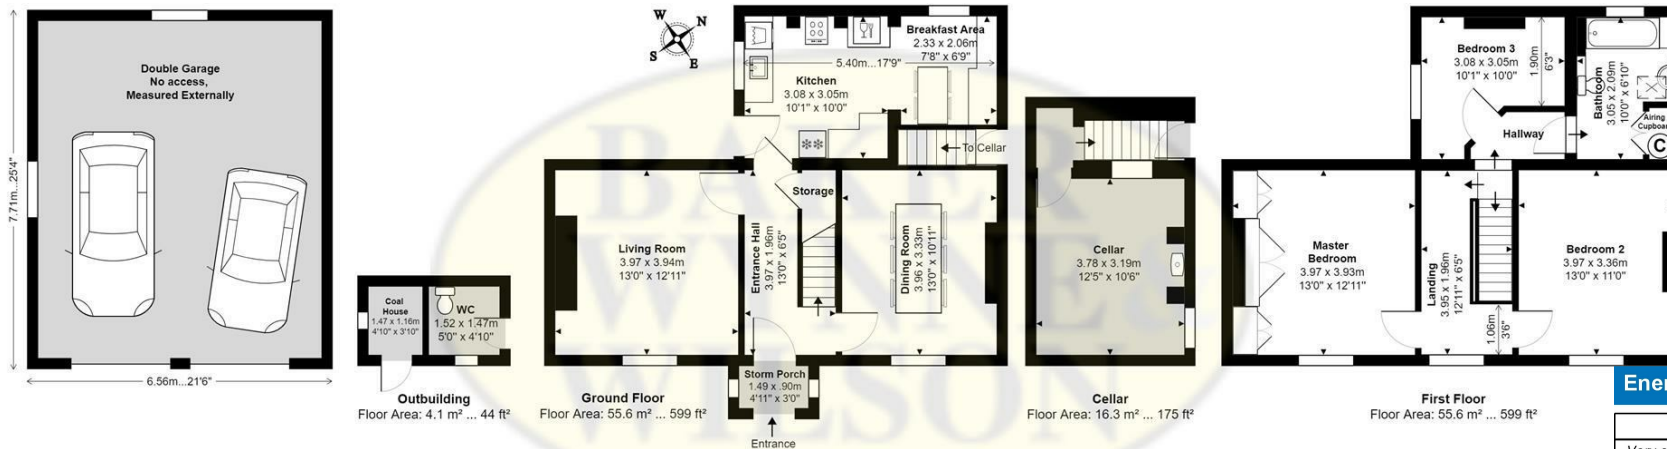 Double Garage
No access,
Measured Externally
7.71m...25'4"
6.56m...21'6"
Coal
House
1.47 x 1.16m
4'10" x 3'10"
WC
1.52 x 1.47m
5'0" x 4'10"
Outbuilding
Floor Area: 4.1 m² ... 44 ft²
W N
S E
Breakfast Area
2.33 x 2.06m
7'8" x 6'9"
5.40m...17'9"
Kitchen
3.08 x 3.05m
10'1" x 10'0"
To Cellar
Storage
Living Room
3.97 x 3.94m
13'0" x 12'11"
Entrance Hall
3.97 x 1.96m
13'0" x 6'5"
Dining Room
3.96 x 3.33m
13'0" x 10'11"
Storm Porch
1.49 x .90m
4'11" x 3'0"
Entrance
Ground Floor
Floor Area: 55.6 m² ... 599 ft²
Cellar
3.78 x 3.19m
12'5" x 10'6"
Cellar
Floor Area: 16.3 m² ... 175 ft²
Bedroom 3
3.08 x 3.05m
10'1" x 10'0"
1.90m
6'3"
Bathroom
3.05 x 2.09m
10'0" x 6'10"
Airing
Cupboard
C
Hallway
Master
Bedroom
3.97 x 3.93m
13'0" x 12'11"
Landing
3.95 x 1.96m
12'11" x 6'5"
1.06m
3'6"
Bedroom 2
3.97 x 3.36m
13'0" x 11'0"
First Floor
Floor Area: 55.6 m² ... 599 ft²
BAKER
WYNNE &
WILSON
Ener